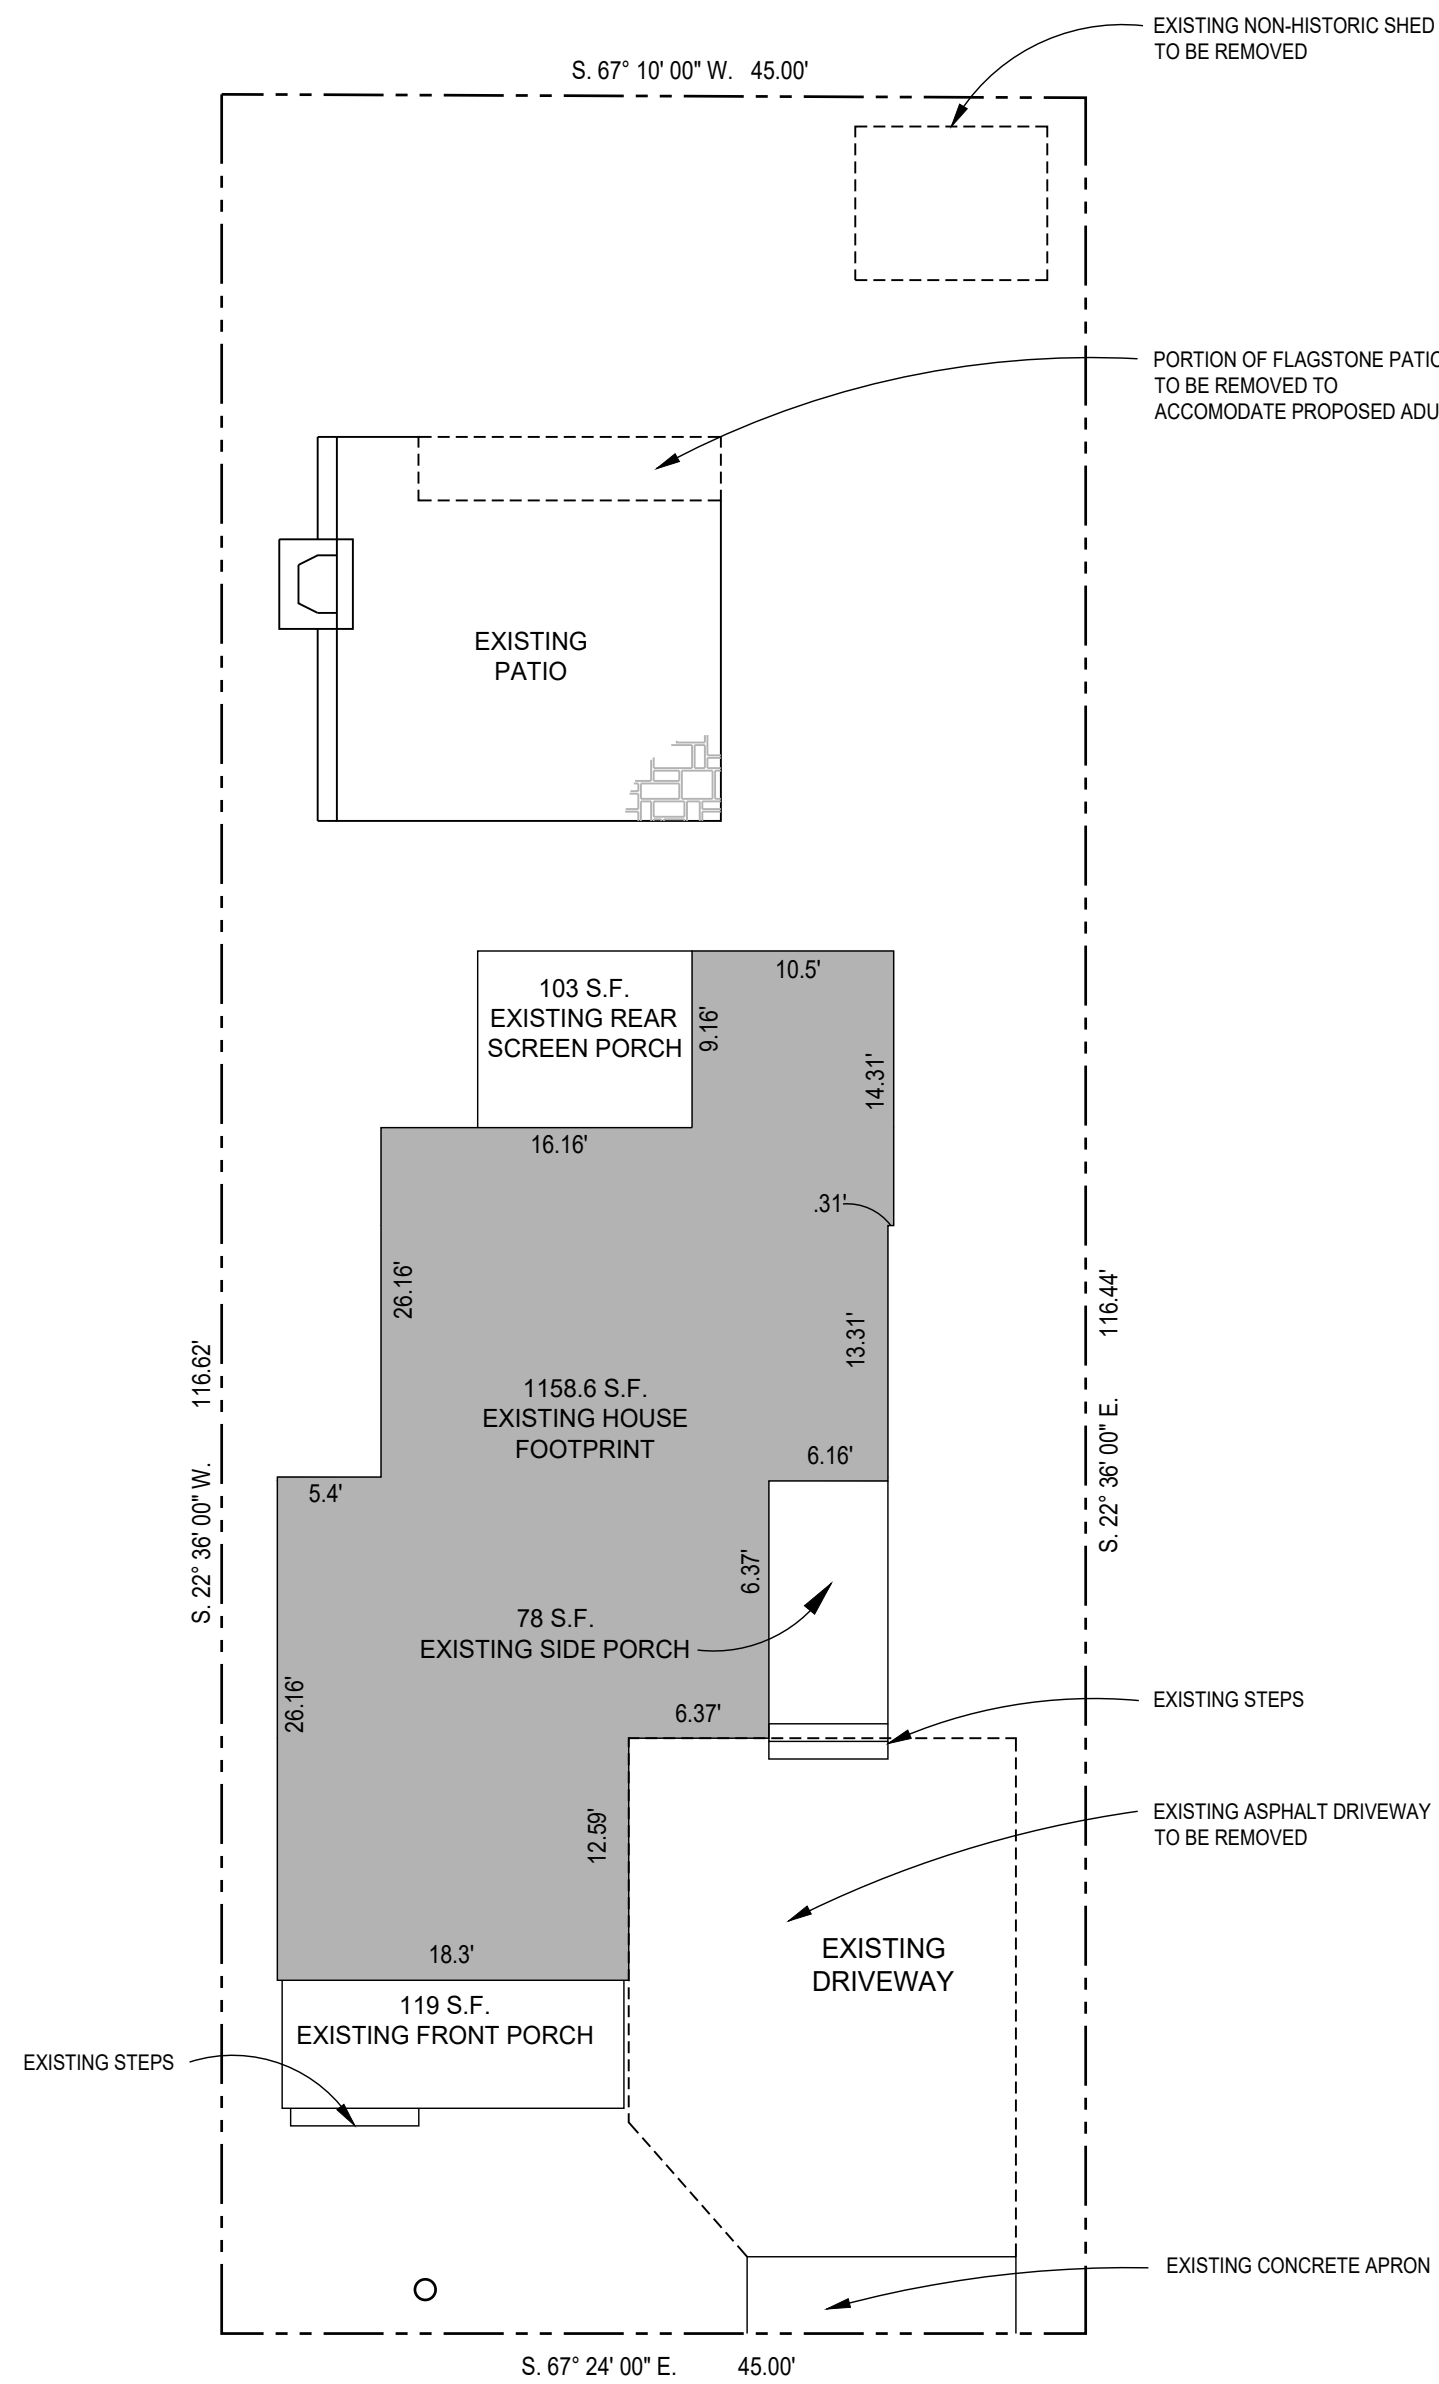 EXISTING NON-HISTORIC SHED
TO BE REMOVED
S. 67° 10' 00" W. 45.00'
PORTION OF FLAGSTONE PATIO
TO BE REMOVED TO
ACCOMODATE PROPOSED ADU
EXISTING
PATIO
10.5'
103 S.F.
EXISTING REAR
SCREEN PORCH
9.16'
14.31'
16.16'
.31'
26.16'
13.31'
116.62'
S. 22° 36' 00" W.
116.44'
S. 22° 36' 00" E.
1158.6 S.F.
EXISTING HOUSE
FOOTPRINT
6.16'
5.4'
6.37'
78 S.F.
EXISTING SIDE PORCH
26.16'
6.37'
EXISTING STEPS
12.59'
EXISTING ASPHALT DRIVEWAY
TO BE REMOVED
EXISTING
DRIVEWAY
18.3'
119 S.F.
EXISTING FRONT PORCH
EXISTING STEPS
EXISTING CONCRETE APRON
S. 67° 24' 00" E. 45.00'